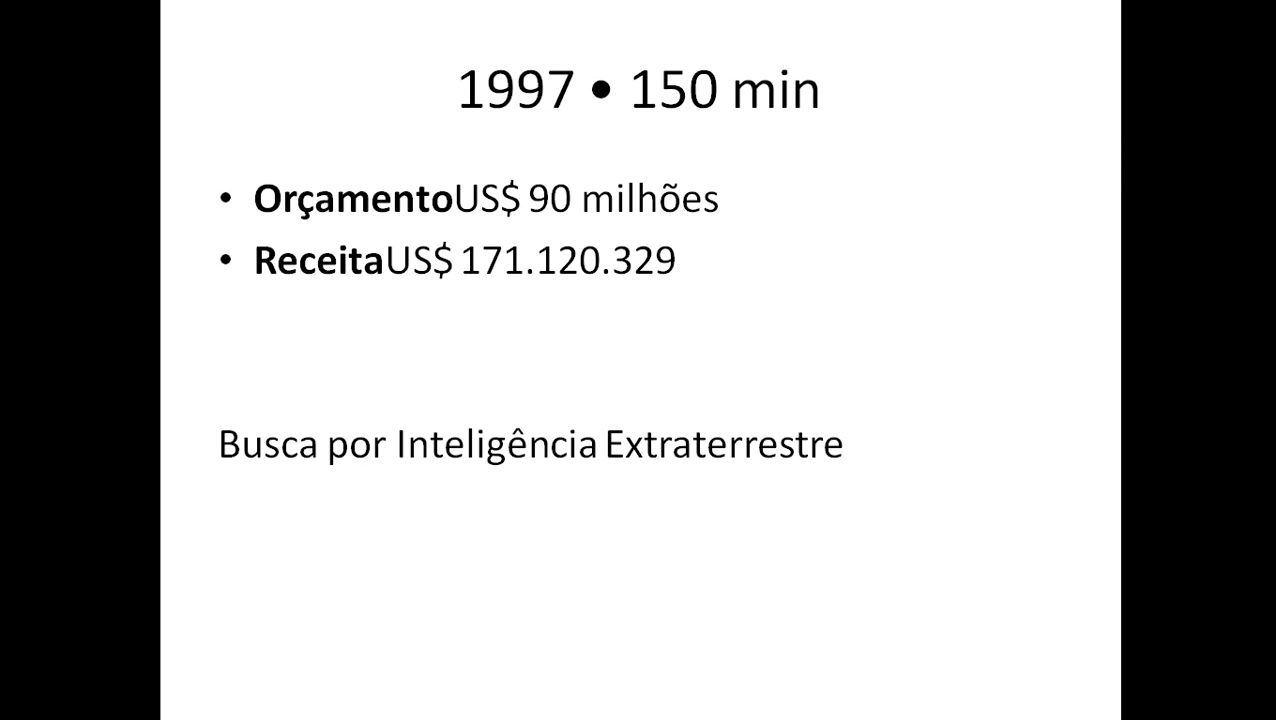 1997 • 150 min
• OrçamentoUS$ 90 milhões
• ReceitaUS$ 171.120.329
Busca por Inteligência Extraterrestre